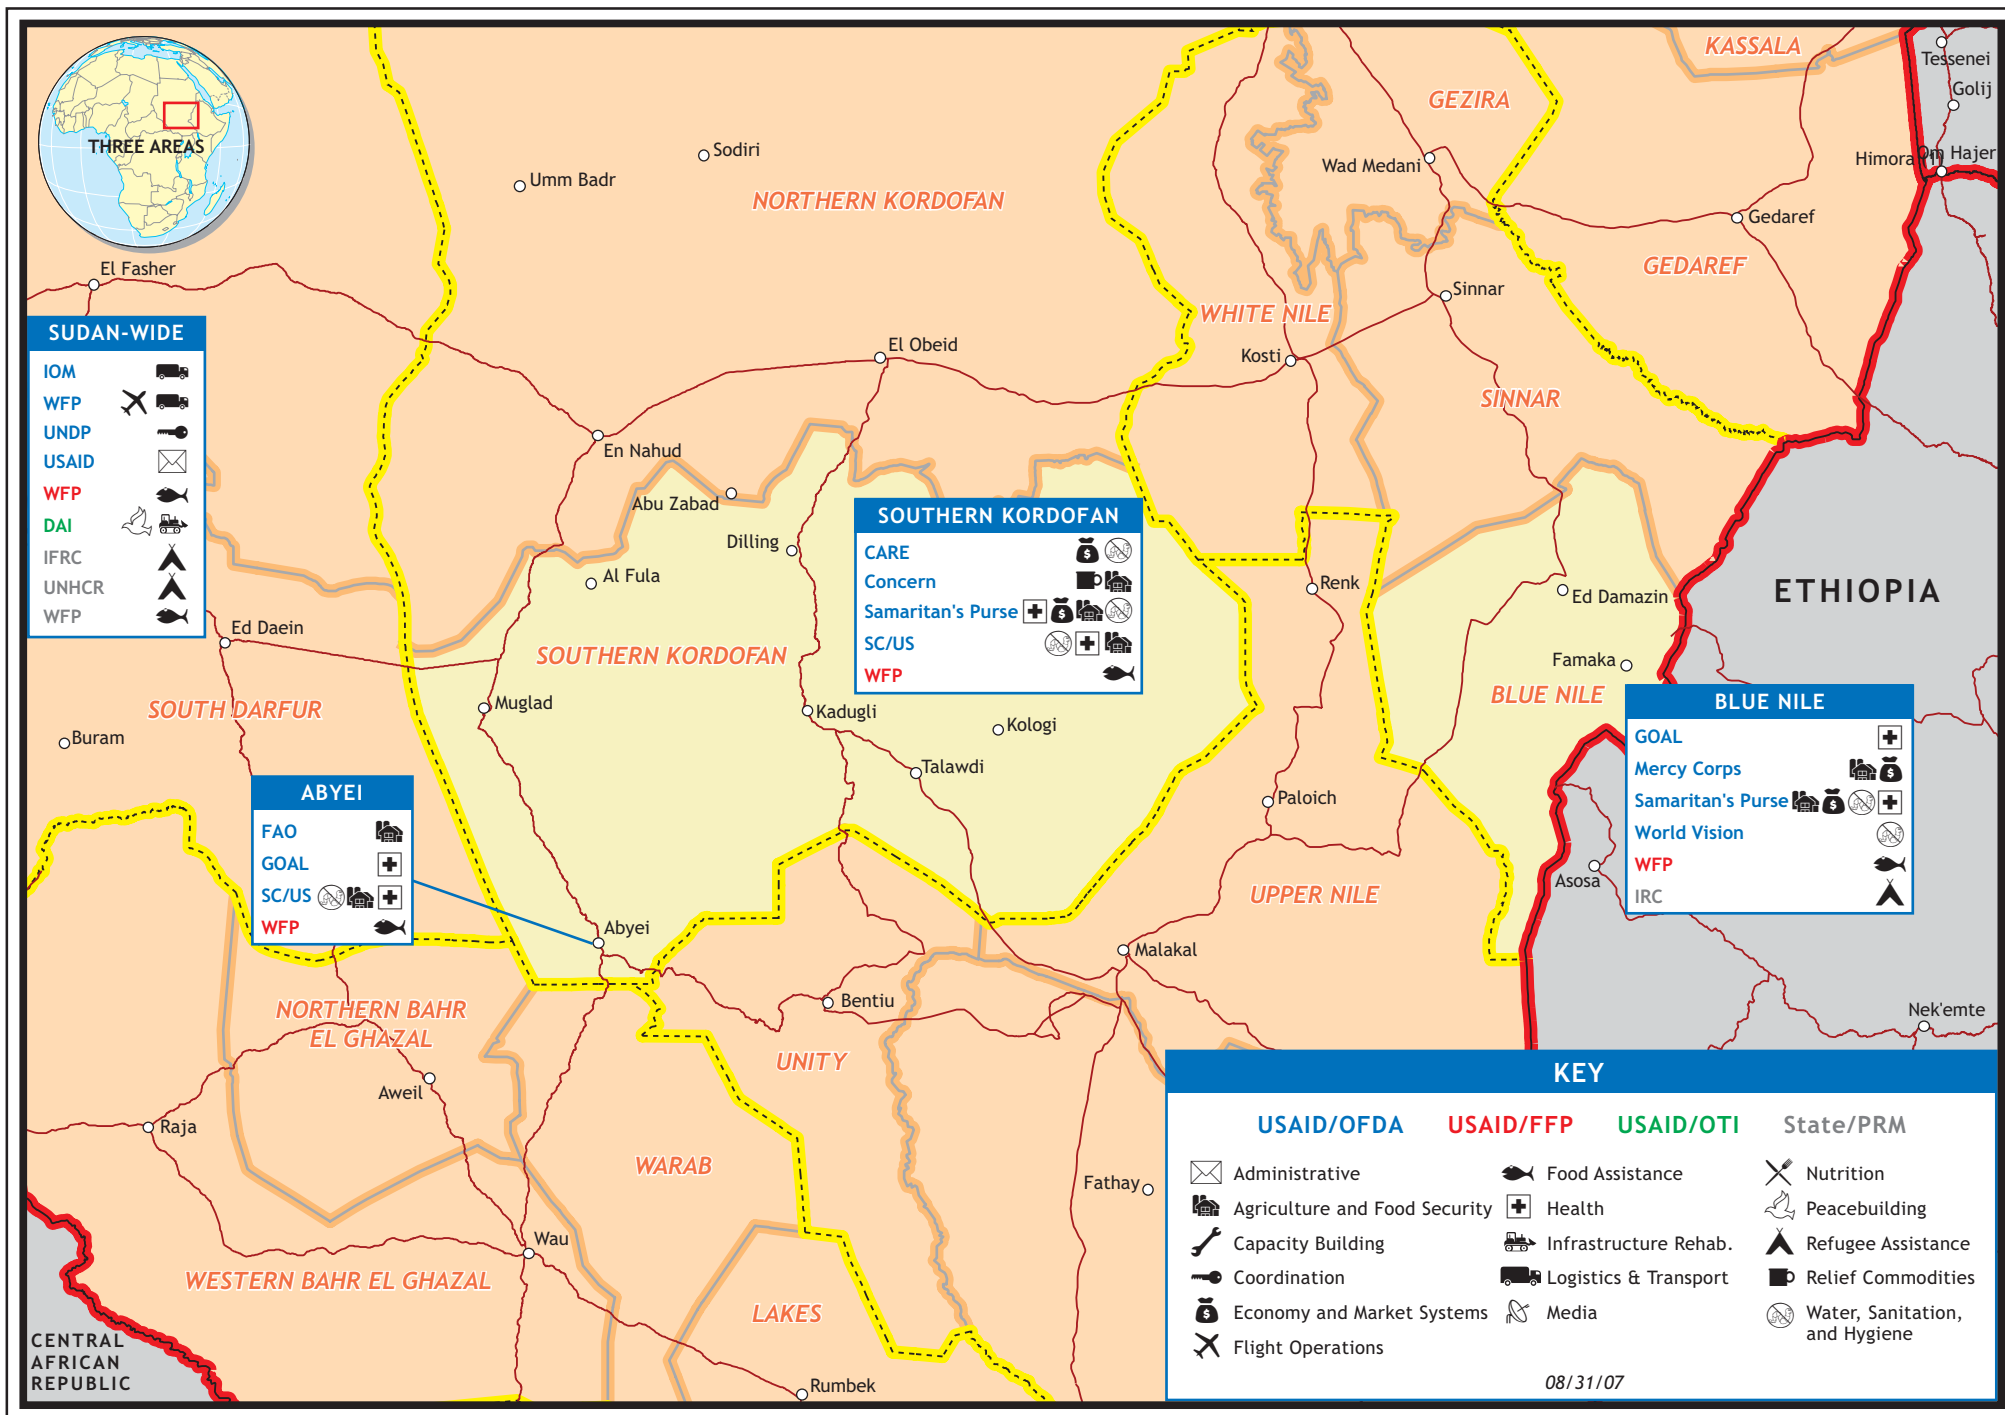 THREE AREAS
KASSALA
Tessenei
Golij
GEZIRA
Sodiri
Umm Badr
Wad Medani
Himora
Om Hajer
NORTHERN KORDOFAN
Gedaref
El Fasher
GEDAREF
Sinnar
WHITE NILE
El Obeid
Kosti
SINNAR
En Nahud
Abu Zabad
SUDAN-WIDE
IOM
WFP
UNDP
USAID
WFP
DAI
IFRC
UNHCR
WFP
Dilling
Al Fula
SOUTHERN KORDOFAN
CARE
Concern
Samaritan's Purse
SC/US
WFP
Renk
Ed Damazin
ETHIOPIA
Ed Daein
SOUTHERN KORDOFAN
Famaka
BLUE NILE
SOUTH DARFUR
Muglad
Kadugli
Kologi
Buram
Talawdi
Paloich
BLUE NILE
GOAL
Mercy Corps
Samaritan's Purse
World Vision
WFP
IRC
ABYEI
FAO
GOAL
SC/US
WFP
Asosa
UPPER NILE
Abyei
Malakal
Bentiu
NORTHERN BAHR
EL GHAZAL
Nek'emte
UNITY
Aweil
Raja
WARAB
Fathay
Wau
WESTERN BAHR EL GHAZAL
LAKES
CENTRAL
AFRICAN
REPUBLIC
Rumbek
KEY
USAID/OFDA USAID/FFP USAID/OTI State/PRM
Administrative
Agriculture and Food Security
Capacity Building
Coordination
Economy and Market Systems
Flight Operations
Food Assistance
Health
Infrastructure Rehab.
Logistics & Transport
Media
Nutrition
Peacebuilding
Refugee Assistance
Relief Commodities
Water, Sanitation,
and Hygiene
08/31/07